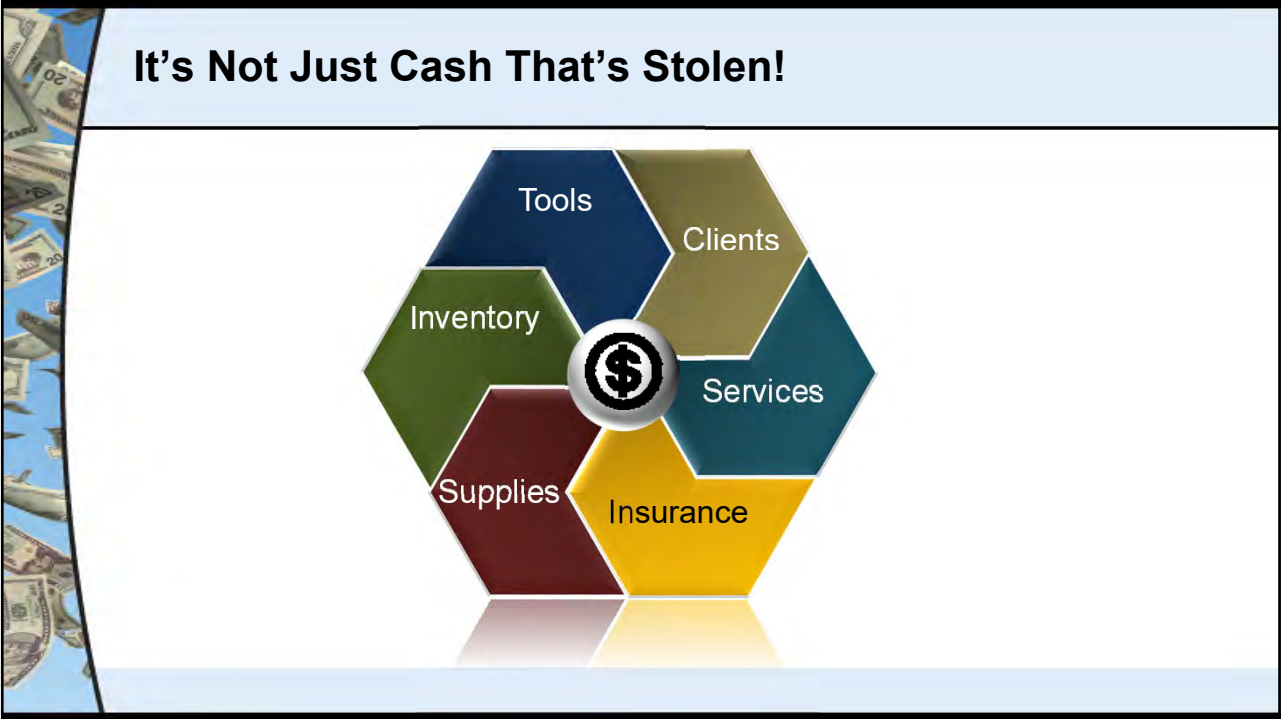 It’s Not Just Cash That’s Stolen!
Tools
Clients
Inventory
$
Services
Supplies
Insurance